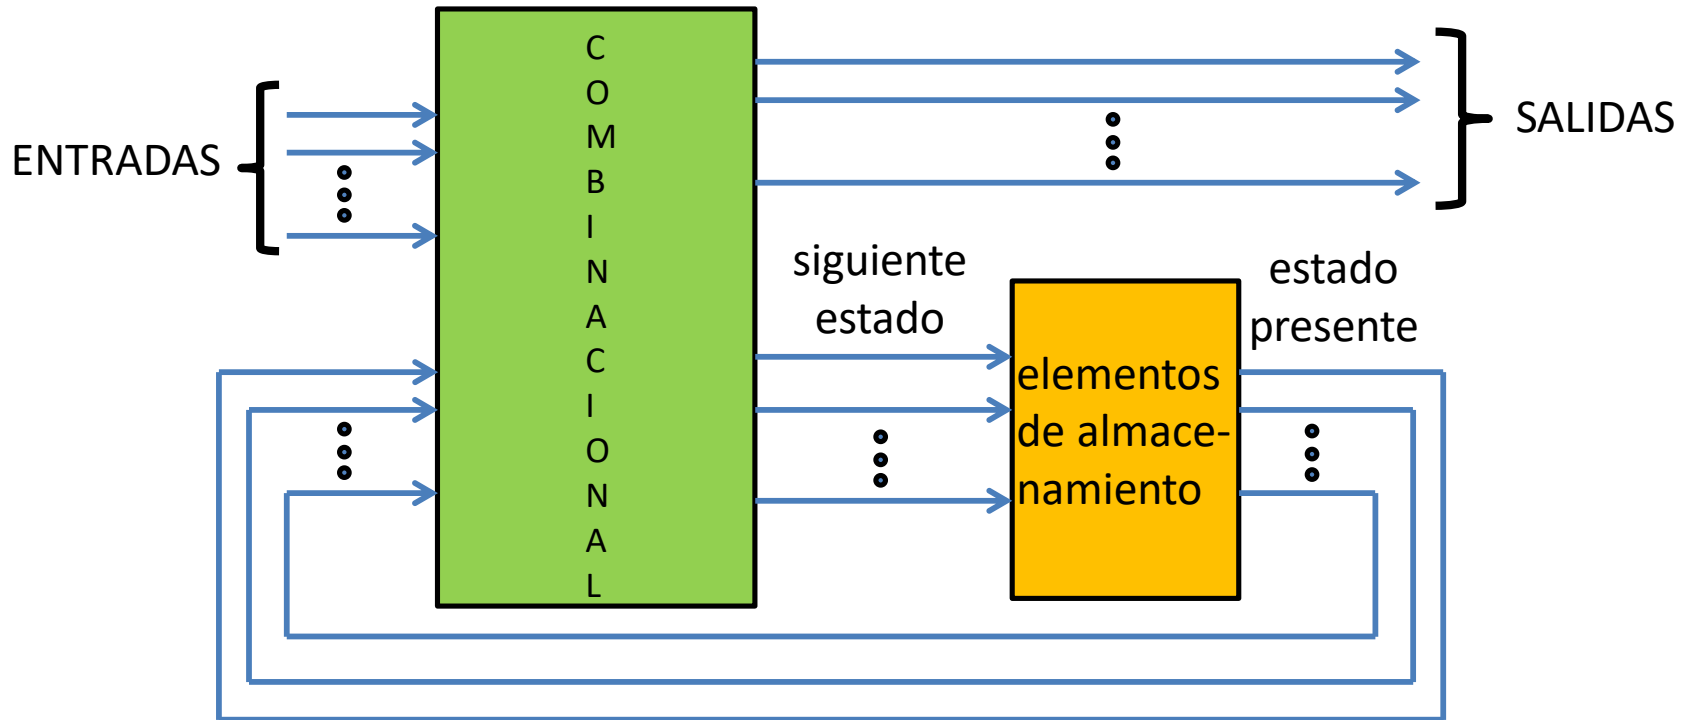 ENTRADAS
C
O
M
B
I
N
A
C
I
O
N
A
L
SALIDAS
siguiente
estado
elementos
de almace-
namiento
estado
presente